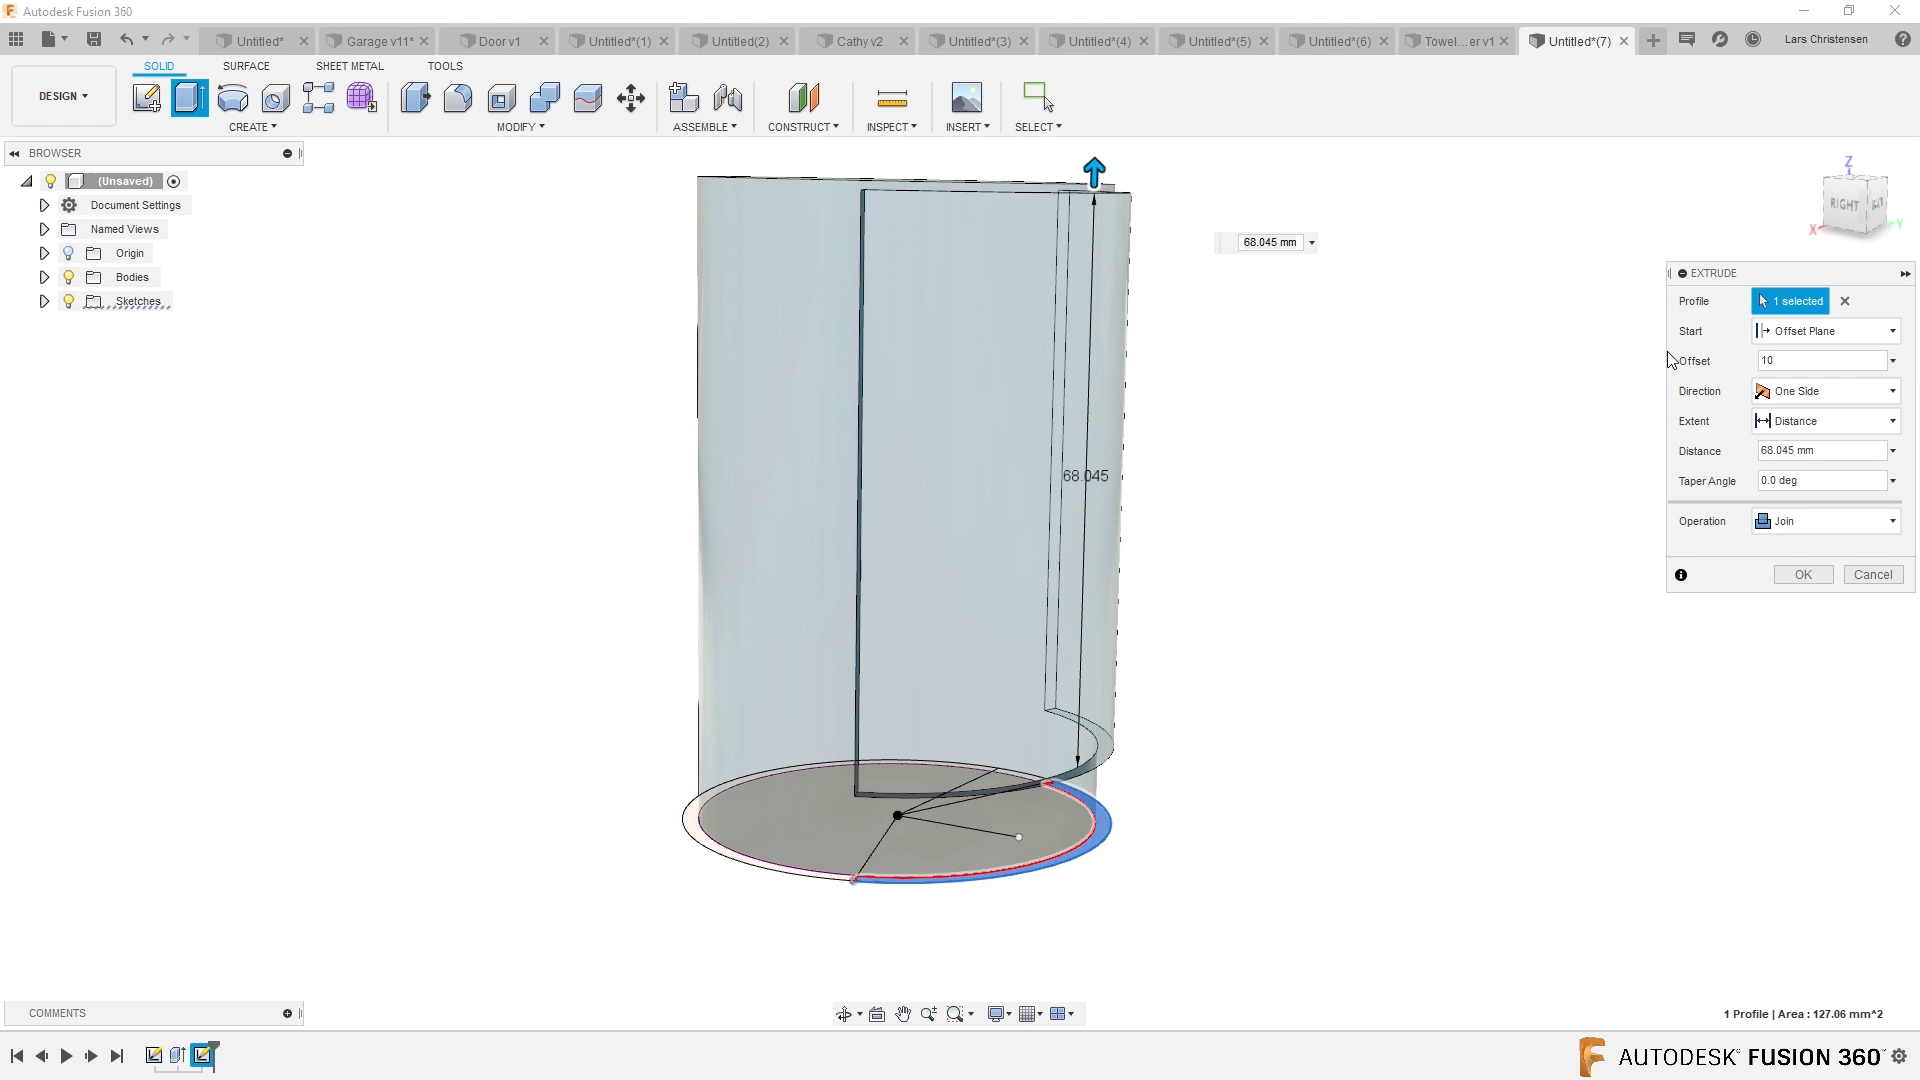 Autodesk Fusion 360
Untitled*
Garage v11*
Door v1
Untitled*(1)
Untitled(2)
Cathy v2
Untitled*(3)
Untitled*(4)
Untitled*(5)
Untitled*(6)
Towel...er v1
Untitled*(7)
Lars Christensen
SOLID
SURFACE
SHEET METAL
TOOLS
DESIGN
CREATE
MODIFY
ASSEMBLE
CONSTRUCT
INSPECT
INSERT
SELECT
BROWSER
(Unsaved)
Document Settings
Named Views
Origin
Bodies
Sketches
68.045 mm
68.045
Z
RIGHT
X
Y
EXTRUDE
Profile 1 selected
Start Offset Plane
Offset 10
Direction One Side
Extent Distance
Distance 68.045 mm
Taper Angle 0.0 deg
Operation Join
OK Cancel
COMMENTS
1 Profile | Area : 127.06 mm^2
AUTODESK FUSION 360